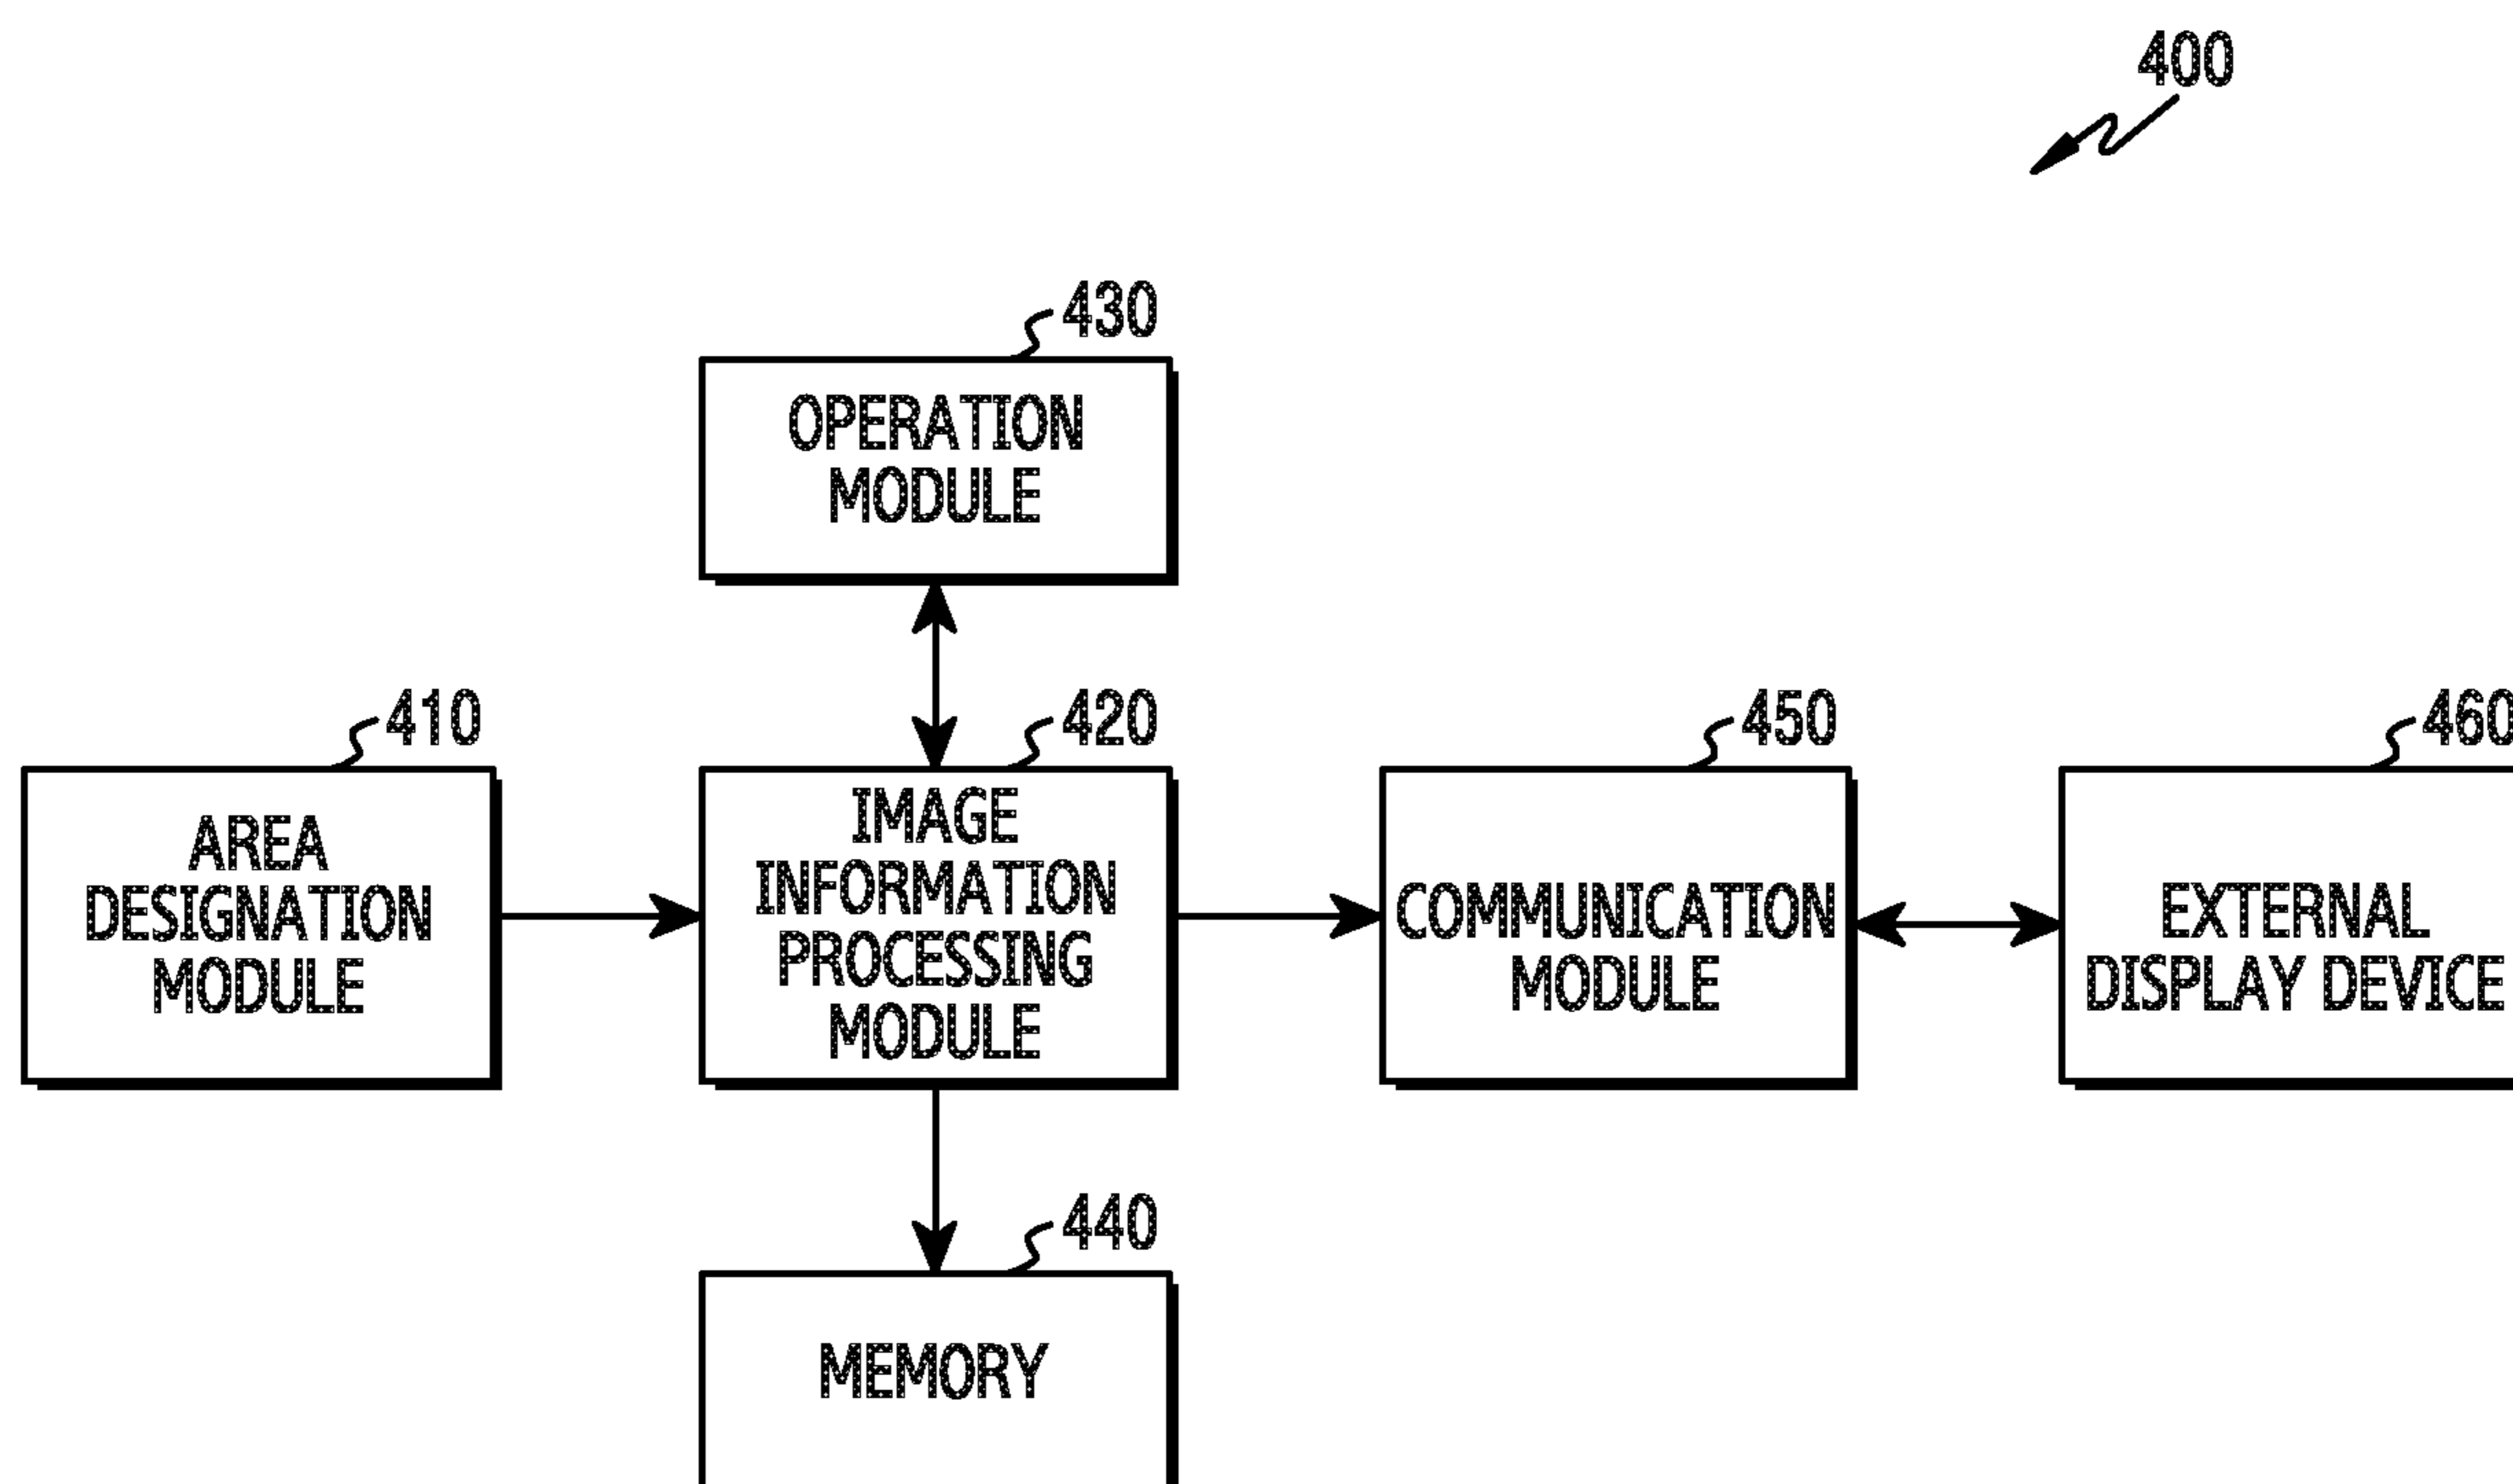 400
430
OPERATION
MODULE
410
420
450
460
AREA
DESIGNATION
MODULE
IMAGE
INFORMATION
PROCESSING
MODULE
COMMUNICATION
MODULE
EXTERNAL
DISPLAY DEVICE
440
MEMORY